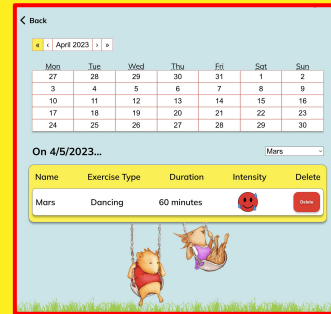 Back
« ‹ April 2023 › »
Mon Tue Wed Thu Fri Sat Sun
27 28 29 30 31 1 2
3 4 5 6 7 8 9
10 11 12 13 14 15 16
17 18 19 20 21 22 23
24 25 26 27 28 29 30
On 4/5/2023... Mars
Name Exercise Type Duration Intensity Delete
Mars Dancing 60 minutes Delete